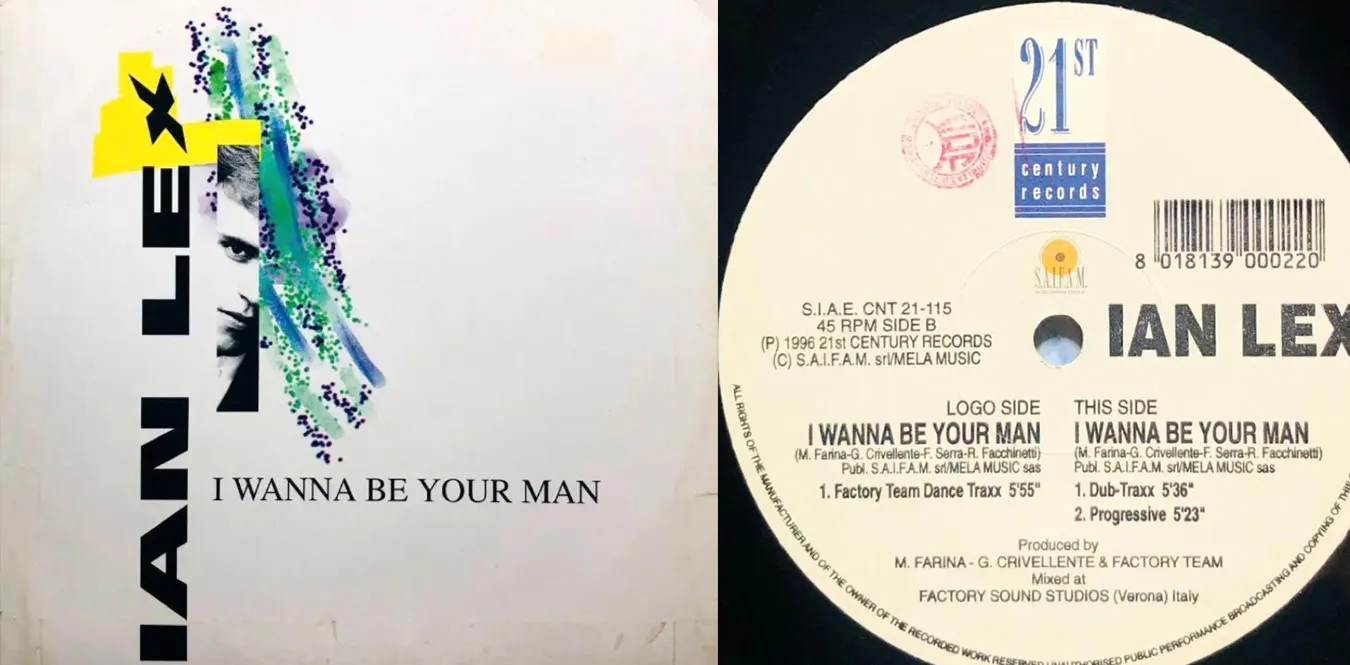 IAN LEX
I WANNA BE YOUR MAN
21ST
century
records
8 018139 000220
S.A.I.F.A.M.
S.I.A.E. CNT 21-115
45 RPM SIDE B
(P) 1996 21st CENTURY RECORDS
(C) S.A.I.F.A.M. srl/MELA MUSIC
IAN LEX
LOGO SIDE
I WANNA BE YOUR MAN
(M. Farina-G. Crivellente-F. Serra-R. Facchinetti)
Publ. S.A.I.F.A.M. srl/MELA MUSIC sas
1. Factory Team Dance Traxx 5'55"
THIS SIDE
I WANNA BE YOUR MAN
(M. Farina-G. Crivellente-F. Serra-R. Facchinetti)
Publ. S.A.I.F.A.M. srl/MELA MUSIC sas
1. Dub-Traxx 5'36"
2. Progressive 5'23"
Produced by
M. FARINA - G. CRIVELLENTE & FACTORY TEAM
Mixed at
FACTORY SOUND STUDIOS (Verona) Italy
ALL RIGHTS OF THE MANUFACTURER AND OF THE OWNER OF THE RECORDED WORK RESERVED UNAUTHORISED PUBLIC PERFORMANCE BROADCASTING AND COPYING OF THIS